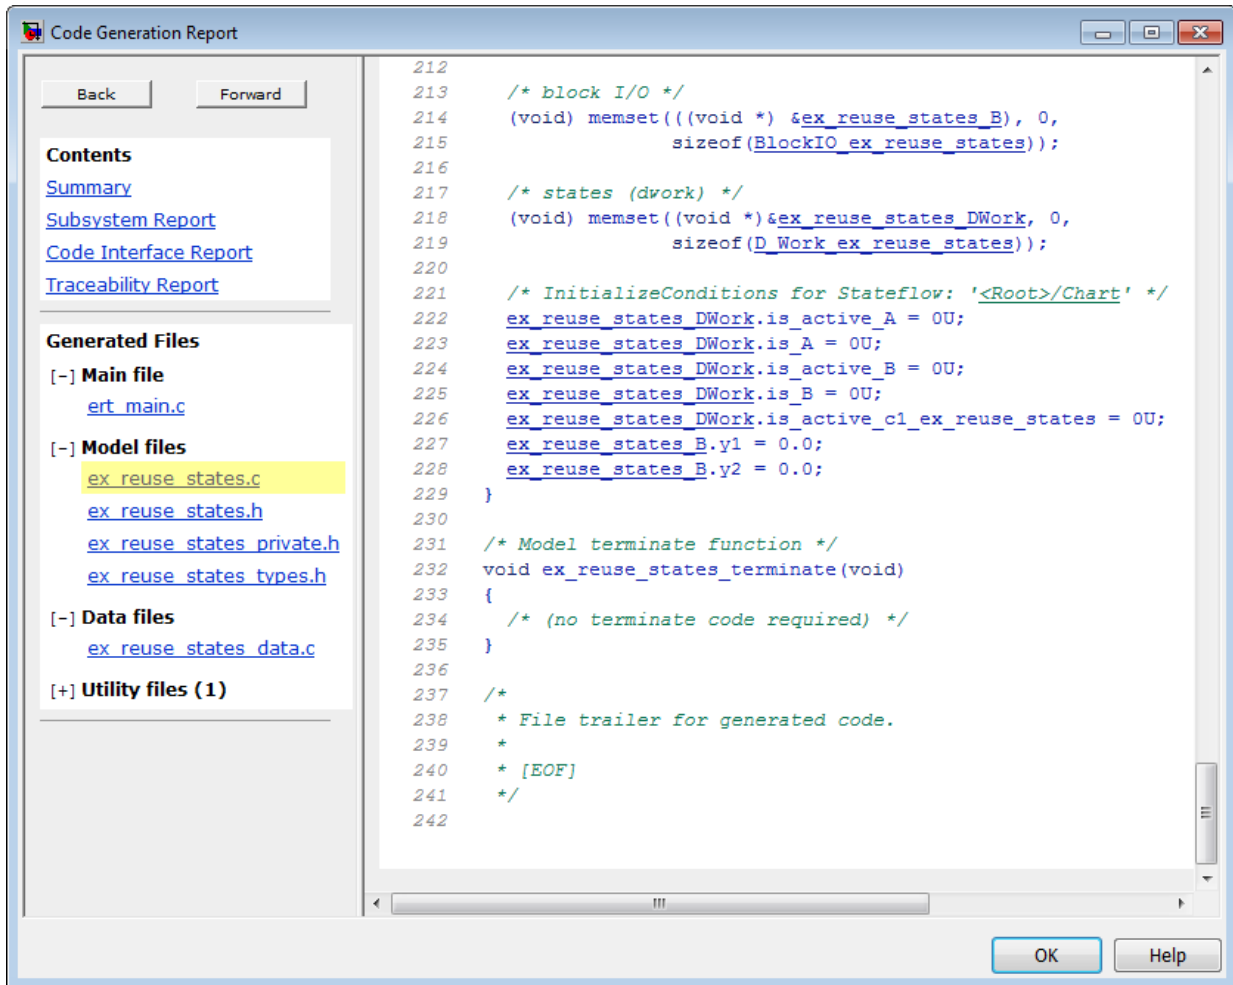 Code Generation Report
Back Forward
Contents
Summary
Subsystem Report
Code Interface Report
Traceability Report
Generated Files
[-] Main file
ert_main.c
[-] Model files
ex_reuse_states.c
ex_reuse_states.h
ex_reuse_states_private.h
ex_reuse_states_types.h
[-] Data files
ex_reuse_states_data.c
[+] Utility files (1)
212
213 /* block I/O */
214 (void) memset(((void *) &ex_reuse_states_B), 0,
215 sizeof(BlockIO_ex_reuse_states));
216
217 /* states (dwork) */
218 (void) memset((void *)&ex_reuse_states_DWork, 0,
219 sizeof(D_Work_ex_reuse_states));
220
221 /* InitializeConditions for Stateflow: '<Root>/Chart' */
222 ex_reuse_states_DWork.is_active_A = 0U;
223 ex_reuse_states_DWork.is_A = 0U;
224 ex_reuse_states_DWork.is_active_B = 0U;
225 ex_reuse_states_DWork.is_B = 0U;
226 ex_reuse_states_DWork.is_active_c1_ex_reuse_states = 0U;
227 ex_reuse_states_B.y1 = 0.0;
228 ex_reuse_states_B.y2 = 0.0;
229 }
230
231 /* Model terminate function */
232 void ex_reuse_states_terminate(void)
233 {
234 /* (no terminate code required) */
235 }
236
237 /*
238 * File trailer for generated code.
239 *
240 * [EOF]
241 */
242
OK Help